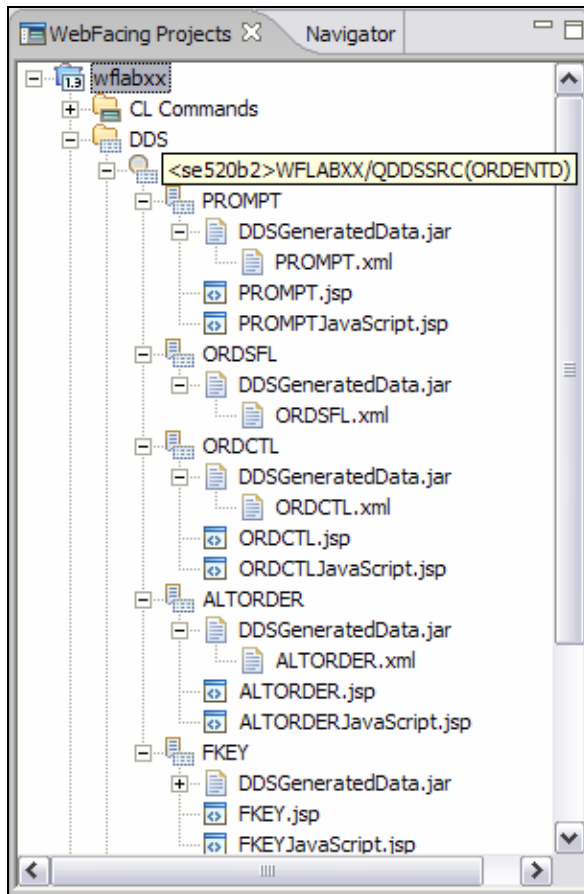 WebFacing Projects
Navigator
wflabxx
1.3
CL Commands
DDS
<se520b2>WFLABXX/QDDSSRC(ORDENTD)
PROMPT
DDSGeneratedData.jar
PROMPT.xml
PROMPT.jsp
PROMPTJavaScript.jsp
ORDSFL
DDSGeneratedData.jar
ORDSFL.xml
ORDCTL
DDSGeneratedData.jar
ORDCTL.xml
ORDCTL.jsp
ORDCTLJavaScript.jsp
ALTORDER
DDSGeneratedData.jar
ALTORDER.xml
ALTORDER.jsp
ALTORDERJavaScript.jsp
FKEY
DDSGeneratedData.jar
FKEY.jsp
FKEYJavaScript.jsp